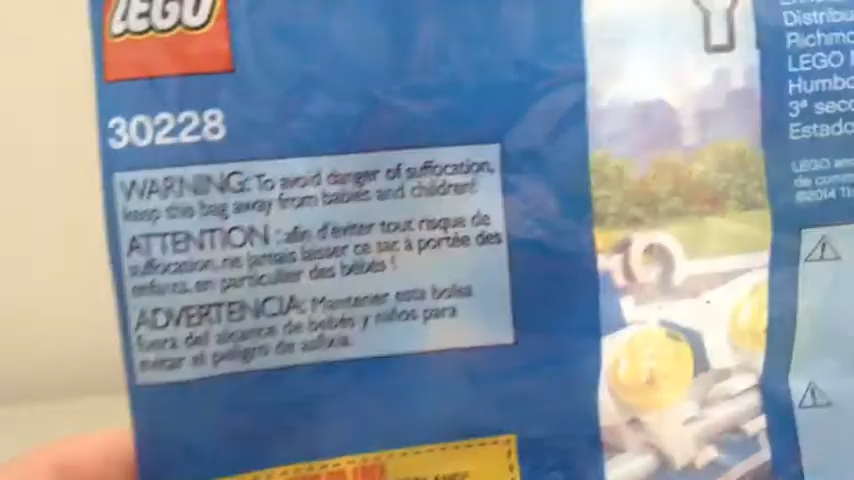 LEGO
30228
WARNING: To avoid danger of suffocation,
keep this bag away from babies and children!
ATTENTION : afin d'éviter tout risque de
suffocation, ne jamais laisser ce sac à portée des
enfants, en particulier des bébés !
ADVERTENCIA: Mantener esta bolsa
fuera del alcance de bebés y niños para
evitar el peligro de asfixia.
Distribu
Richmo
LEGO
Humbo
3ª seco
Estado
LEGO and
de comm
©2014 Th